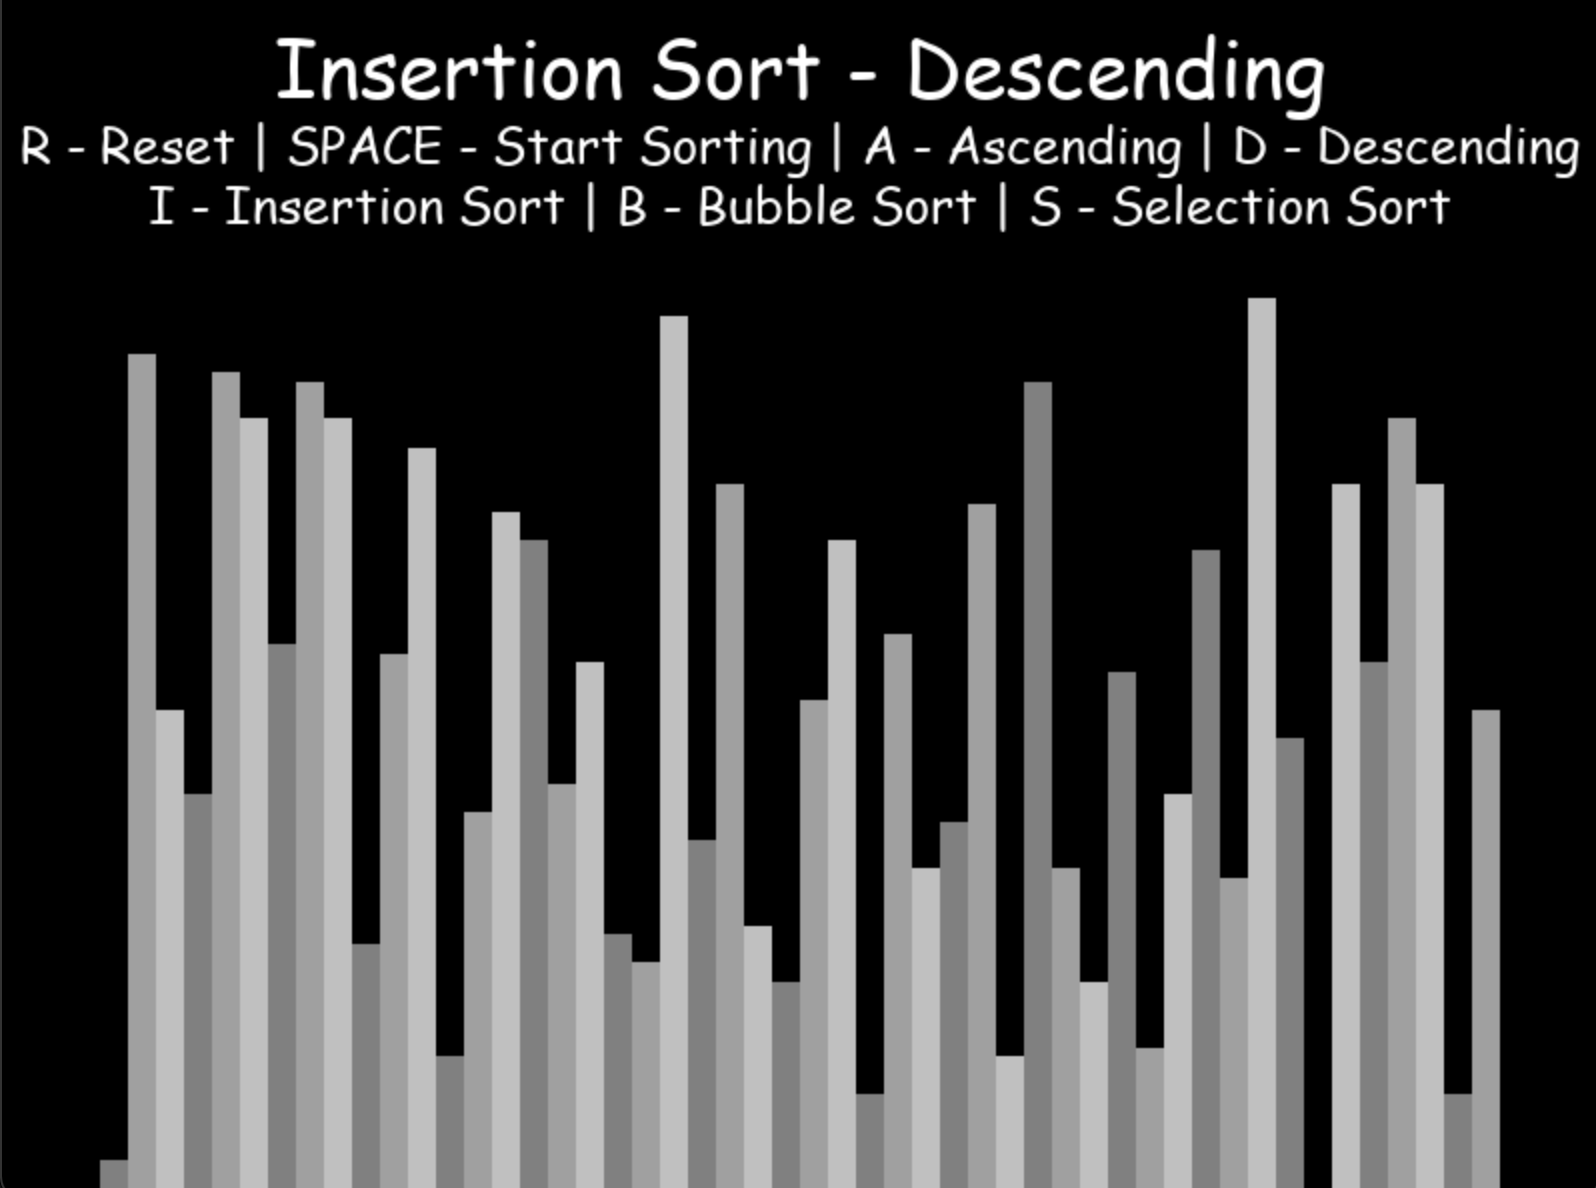 Insertion Sort - Descending
R - Reset | SPACE - Start Sorting | A - Ascending | D - Descending
I - Insertion Sort | B - Bubble Sort | S - Selection Sort